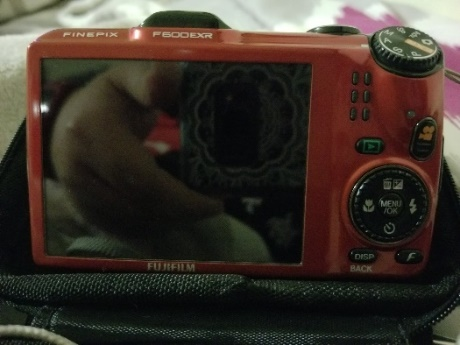 FINEPIX F600EXR
MENU
/OK
DISP
BACK
F
FUJIFILM